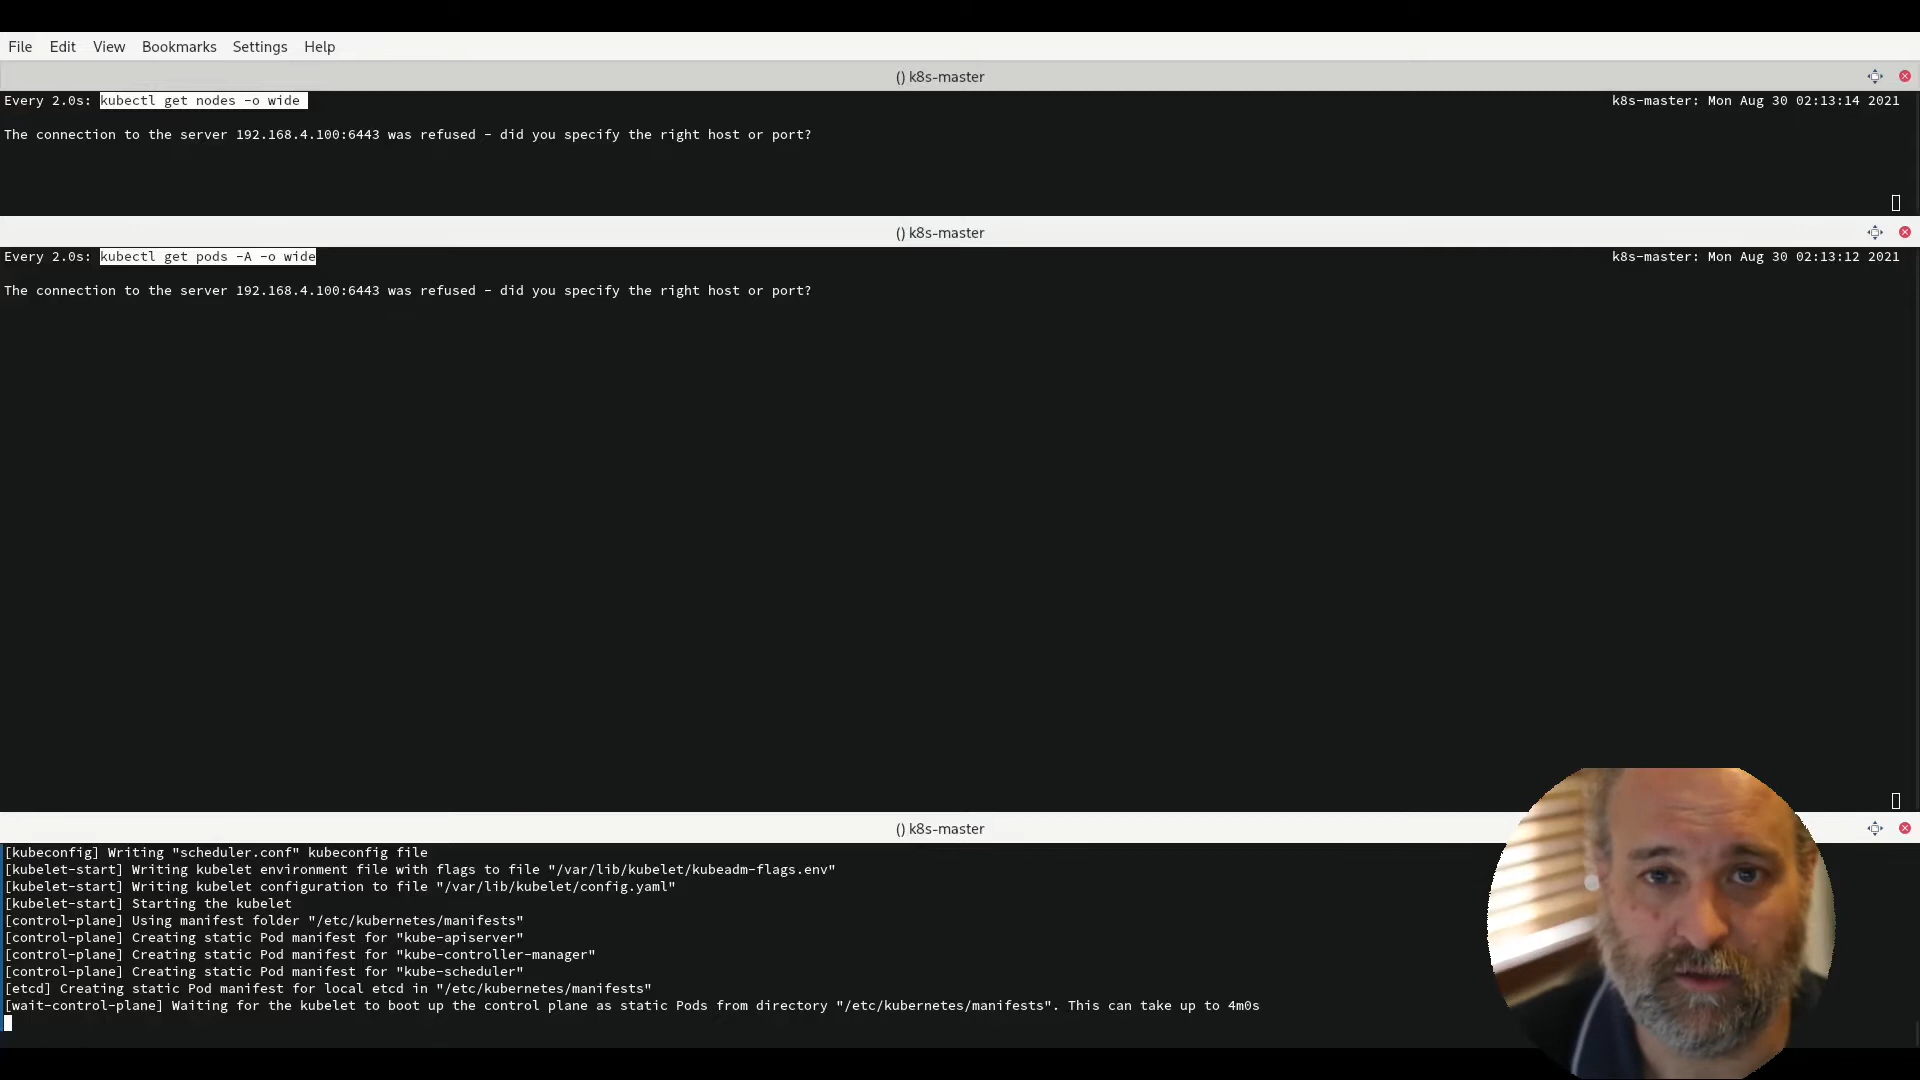 File Edit View Bookmarks Settings Help
() k8s-master
Every 2.0s: kubectl get nodes -o wide k8s-master: Mon Aug 30 02:13:14 2021
The connection to the server 192.168.4.100:6443 was refused - did you specify the right host or port?
() k8s-master
Every 2.0s: kubectl get pods -A -o wide k8s-master: Mon Aug 30 02:13:12 2021
The connection to the server 192.168.4.100:6443 was refused - did you specify the right host or port?
() k8s-master
[kubeconfig] Writing "scheduler.conf" kubeconfig file
[kubelet-start] Writing kubelet environment file with flags to file "/var/lib/kubelet/kubeadm-flags.env"
[kubelet-start] Writing kubelet configuration to file "/var/lib/kubelet/config.yaml"
[kubelet-start] Starting the kubelet
[control-plane] Using manifest folder "/etc/kubernetes/manifests"
[control-plane] Creating static Pod manifest for "kube-apiserver"
[control-plane] Creating static Pod manifest for "kube-controller-manager"
[control-plane] Creating static Pod manifest for "kube-scheduler"
[etcd] Creating static Pod manifest for local etcd in "/etc/kubernetes/manifests"
[wait-control-plane] Waiting for the kubelet to boot up the control plane as static Pods from directory "/etc/kubernetes/manifests". This can take up to 4m0s